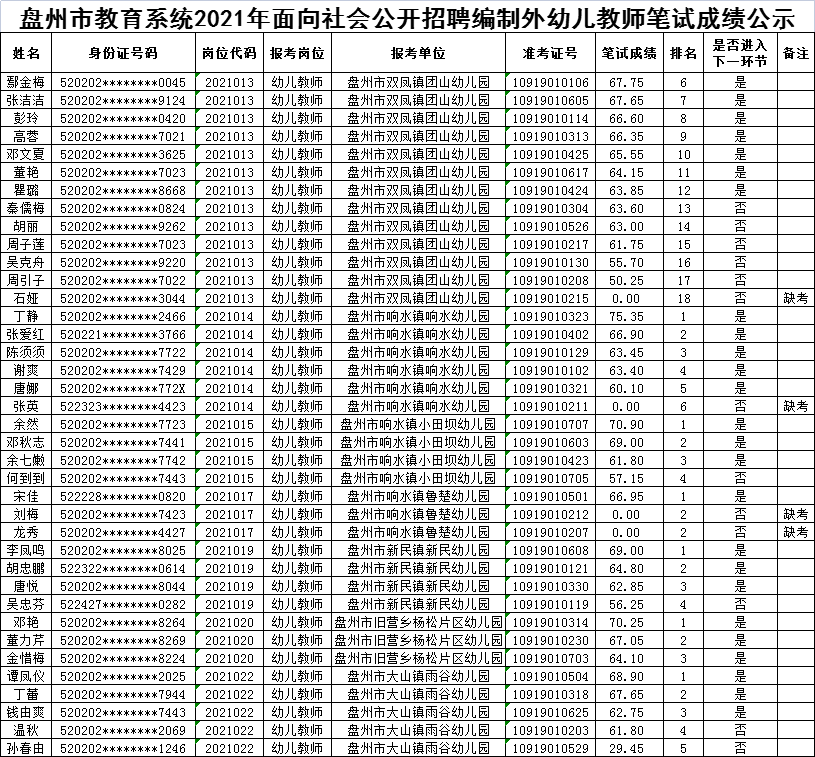 盘州市教育系统2021年面向社会公开招聘编制外幼儿教师笔试成绩公示
姓名 身份证号码 岗位代码 报考岗位 报考单位 准考证号 笔试成绩 排名 是否进入下一环节 备注
鄢金梅 520202********0045 2021013 幼儿教师 盘州市双凤镇团山幼儿园 10919010106 67.75 6 是
张洁洁 520202********9124 2021013 幼儿教师 盘州市双凤镇团山幼儿园 10919010605 67.65 7 是
彭玲 520202********0420 2021013 幼儿教师 盘州市双凤镇团山幼儿园 10919010114 66.60 8 是
高蓉 520202********7021 2021013 幼儿教师 盘州市双凤镇团山幼儿园 10919010313 66.35 9 是
邓文夏 520202********3625 2021013 幼儿教师 盘州市双凤镇团山幼儿园 10919010425 65.55 10 是
董艳 520202********7023 2021013 幼儿教师 盘州市双凤镇团山幼儿园 10919010617 64.15 11 是
瞿璐 520202********8668 2021013 幼儿教师 盘州市双凤镇团山幼儿园 10919010424 63.85 12 是
秦儒梅 520202********0824 2021013 幼儿教师 盘州市双凤镇团山幼儿园 10919010304 63.60 13 否
胡丽 520202********9262 2021013 幼儿教师 盘州市双凤镇团山幼儿园 10919010526 63.00 14 否
周子莲 520202********7023 2021013 幼儿教师 盘州市双凤镇团山幼儿园 10919010217 61.75 15 否
吴克舟 520202********9220 2021013 幼儿教师 盘州市双凤镇团山幼儿园 10919010130 55.70 16 否
周引子 520202********7022 2021013 幼儿教师 盘州市双凤镇团山幼儿园 10919010208 50.25 17 否
石娅 520202********3044 2021013 幼儿教师 盘州市双凤镇团山幼儿园 10919010215 0.00 18 否 缺考
丁静 520202********2466 2021014 幼儿教师 盘州市响水镇响水幼儿园 10919010323 75.35 1 是
张爱红 520221********3766 2021014 幼儿教师 盘州市响水镇响水幼儿园 10919010402 66.90 2 是
陈须须 520202********7722 2021014 幼儿教师 盘州市响水镇响水幼儿园 10919010129 63.45 3 是
谢爽 520202********7429 2021014 幼儿教师 盘州市响水镇响水幼儿园 10919010102 63.40 4 是
唐娜 520202********772X 2021014 幼儿教师 盘州市响水镇响水幼儿园 10919010321 60.10 5 是
张英 522323********4423 2021014 幼儿教师 盘州市响水镇响水幼儿园 10919010211 0.00 6 否 缺考
余然 520202********7723 2021015 幼儿教师 盘州市响水镇小田坝幼儿园 10919010707 70.90 1 是
邓秋志 520202********7441 2021015 幼儿教师 盘州市响水镇小田坝幼儿园 10919010603 69.00 2 是
余七嫩 520202********7742 2021015 幼儿教师 盘州市响水镇小田坝幼儿园 10919010423 61.80 3 是
何到到 520202********7443 2021015 幼儿教师 盘州市响水镇小田坝幼儿园 10919010705 57.15 4 否
宋佳 522228********0820 2021017 幼儿教师 盘州市响水镇鲁楚幼儿园 10919010501 66.95 1 是
刘梅 520202********7423 2021017 幼儿教师 盘州市响水镇鲁楚幼儿园 10919010212 0.00 2 否 缺考
龙秀 520202********4427 2021017 幼儿教师 盘州市响水镇鲁楚幼儿园 10919010207 0.00 2 否 缺考
李凤鸣 520202********8025 2021019 幼儿教师 盘州市新民镇新民幼儿园 10919010608 69.00 1 是
胡忠鹏 522322********0614 2021019 幼儿教师 盘州市新民镇新民幼儿园 10919010121 64.80 2 是
唐悦 520202********8044 2021019 幼儿教师 盘州市新民镇新民幼儿园 10919010330 62.85 3 是
吴忠芬 522427********0282 2021019 幼儿教师 盘州市新民镇新民幼儿园 10919010119 56.25 4 否
邓艳 520202********8264 2021020 幼儿教师 盘州市旧营乡杨松片区幼儿园 10919010314 70.25 1 是
董力芹 520202********8269 2021020 幼儿教师 盘州市旧营乡杨松片区幼儿园 10919010230 67.05 2 是
金惜梅 520202********8224 2021020 幼儿教师 盘州市旧营乡杨松片区幼儿园 10919010703 64.10 3 是
谭凤仪 520202********2025 2021022 幼儿教师 盘州市大山镇雨谷幼儿园 10919010504 68.90 1 是
丁蕾 520202********7944 2021022 幼儿教师 盘州市大山镇雨谷幼儿园 10919010318 67.65 2 是
钱由爽 520202********7443 2021022 幼儿教师 盘州市大山镇雨谷幼儿园 10919010625 62.75 3 是
温秋 520202********2069 2021022 幼儿教师 盘州市大山镇雨谷幼儿园 10919010203 61.80 4 否
孙春由 520202********1246 2021022 幼儿教师 盘州市大山镇雨谷幼儿园 10919010529 29.45 5 否